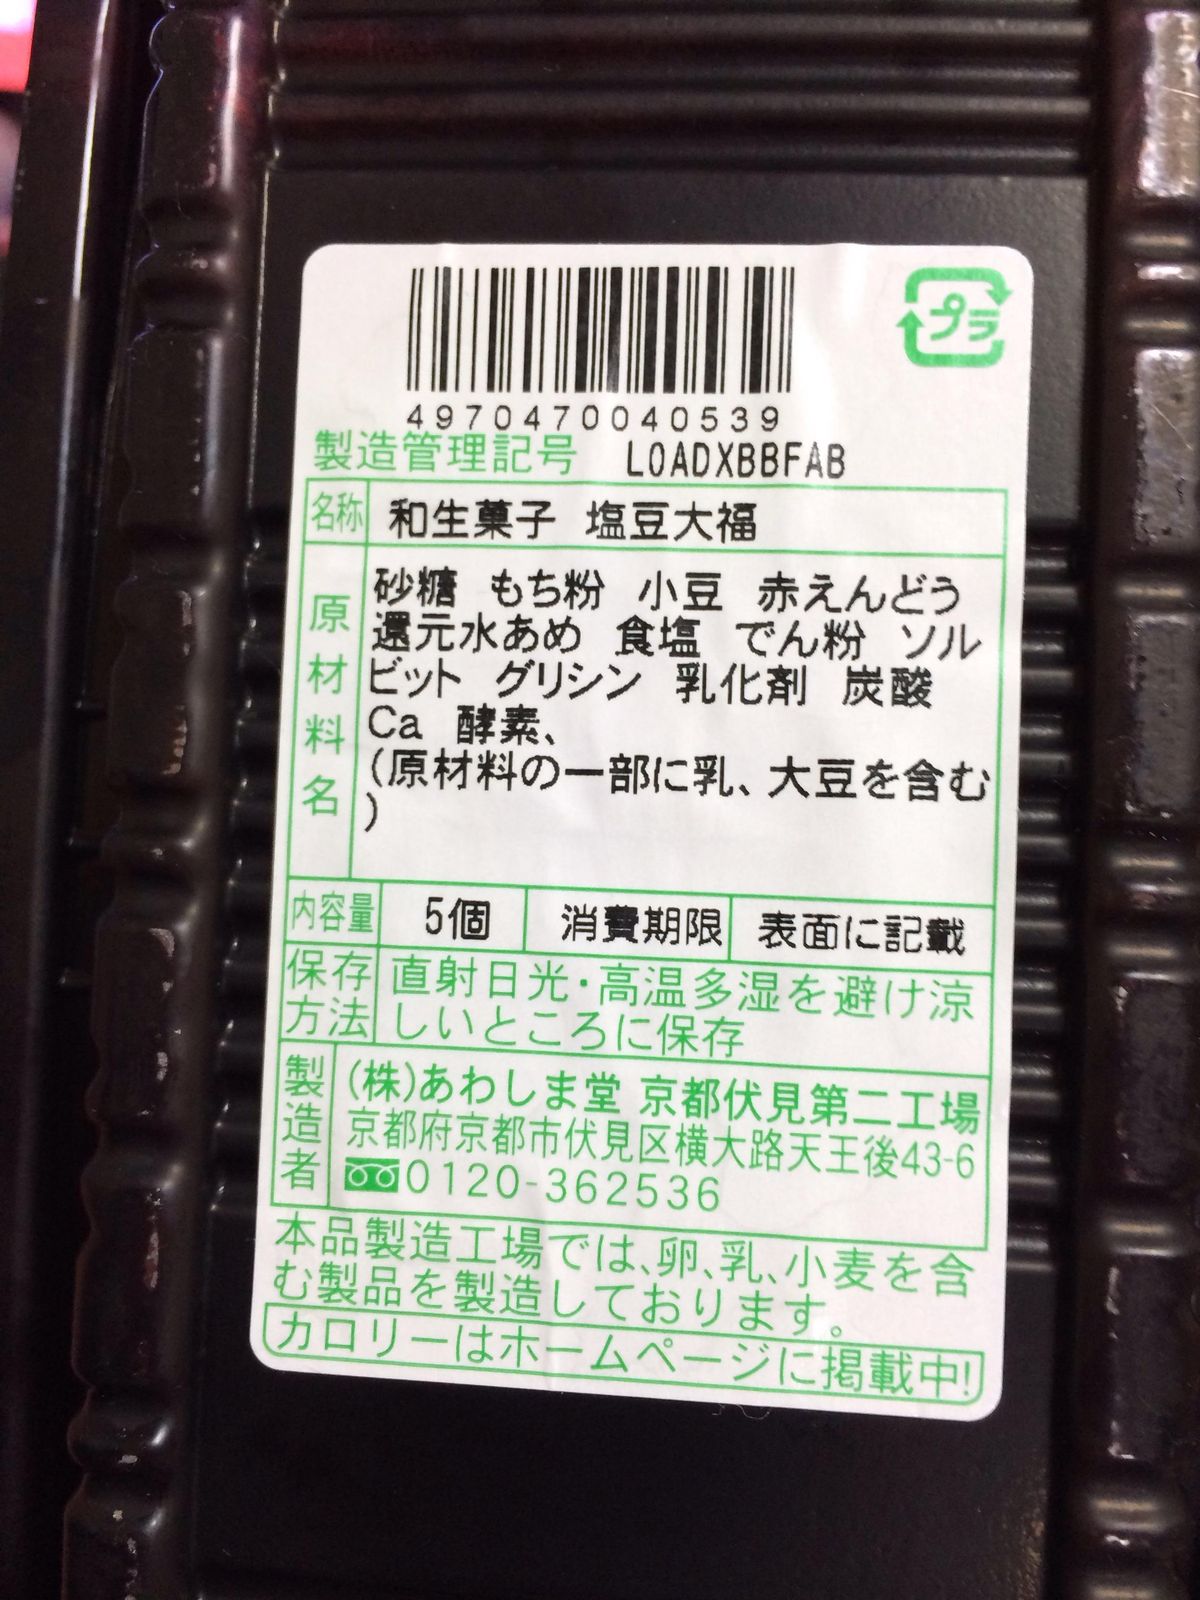 プラ
4970470040539
製造管理記号 LOADXBBFAB
名称 和生菓子 塩豆大福
原材料名
砂糖 もち粉 小豆 赤えんどう
還元水あめ 食塩 でん粉 ソル
ビット グリシン 乳化剤 炭酸
Ca 酵素、
(原材料の一部に乳、大豆を含む
)
内容量 5個 消費期限 表面に記載
保存方法
直射日光・高温多湿を避け涼
しいところに保存
製造者
(株)あわしま堂 京都伏見第二工場
京都府京都市伏見区横大路天王後43-6
0120-362536
本品製造工場では、卵、乳、小麦を含
む製品を製造しております。
カロリーはホームページに掲載中!